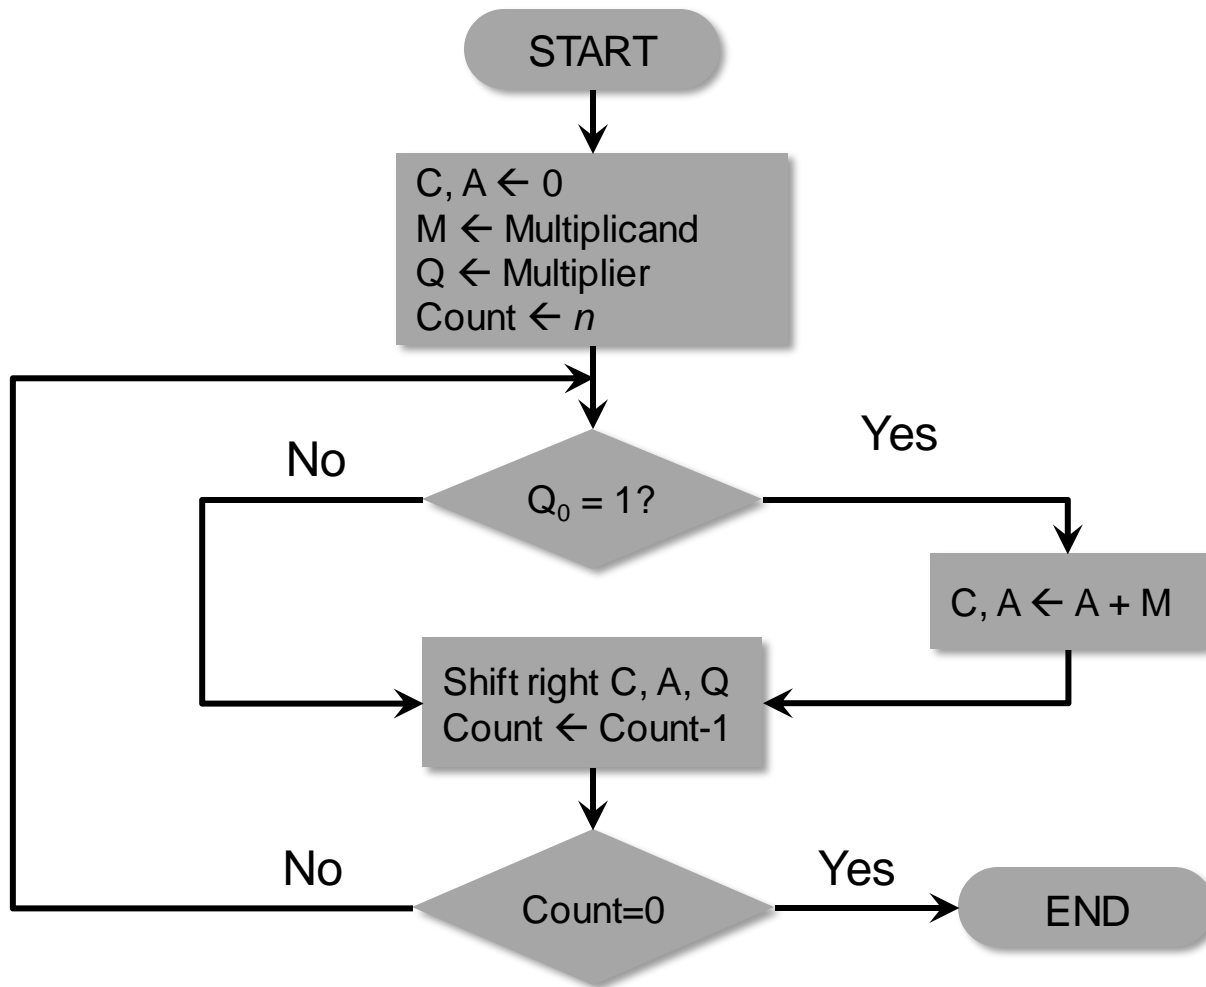 START
C, A ← 0
M ← Multiplicand
Q ← Multiplier
Count ← n
No
Yes
Q₀ = 1?
C, A ← A + M
Shift right C, A, Q
Count ← Count-1
No
Yes
Count=0
END